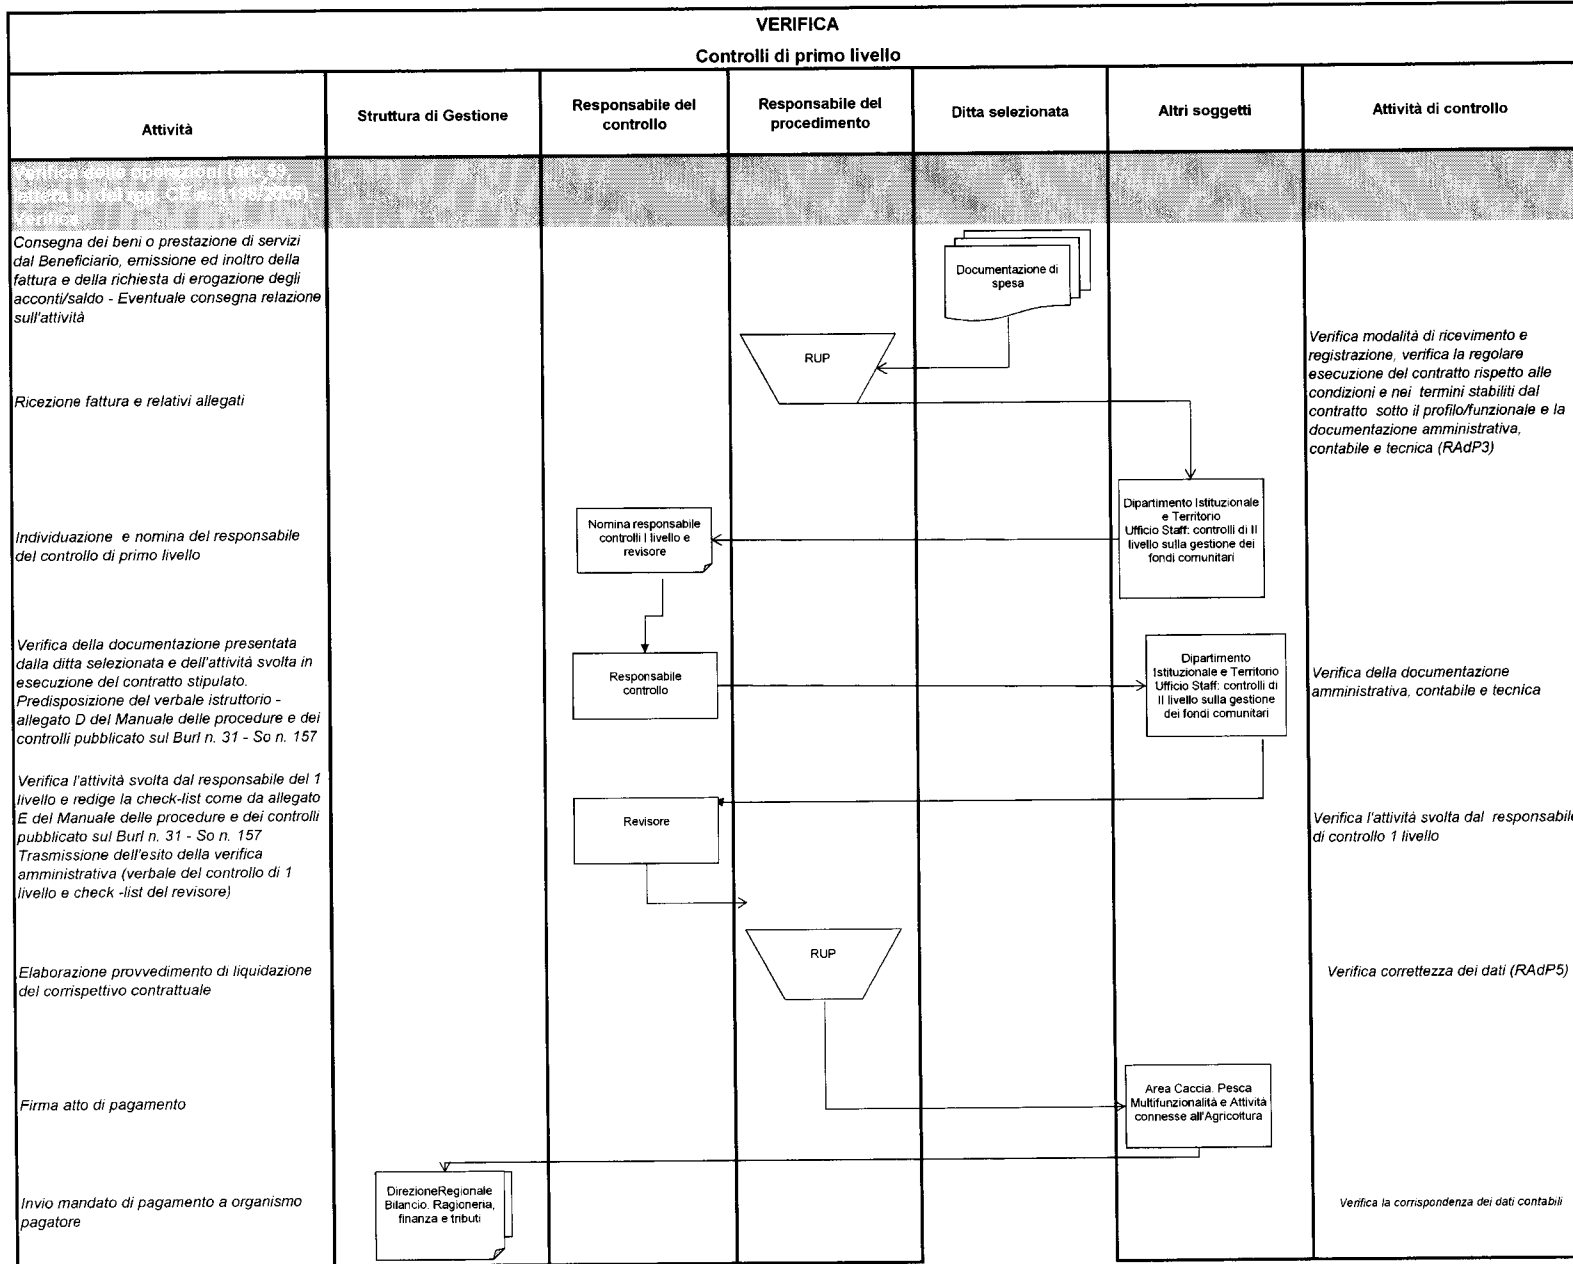 VERIFICA
Controlli di primo livello
Attività
Struttura di Gestione
Responsabile del
controllo
Responsabile del
procedimento
Ditta selezionata
Altri soggetti
Attività di controllo
Verifica delle operazioni (art. 59
lettera b) del reg. CE n. 1198/2006) -
Verifica
Consegna dei beni o prestazione di servizi
dal Beneficiario, emissione ed inoltro della
fattura e della richiesta di erogazione degli
acconti/saldo - Eventuale consegna relazione
sull'attività
Documentazione di
spesa
Ricezione fattura e relativi allegati
RUP
Verifica modalità di ricevimento e
registrazione, verifica la regolare
esecuzione del contratto rispetto alle
condizioni e nei termini stabiliti dal
contratto sotto il profilo/funzionale e la
documentazione amministrativa,
contabile e tecnica (RAdP3)
Individuazione e nomina del responsabile
del controllo di primo livello
Nomina responsabile
controlli I livello e
revisore
Dipartimento Istituzionale
e Territorio
Ufficio Staff: controlli di II
livello sulla gestione dei
fondi comunitari
Verifica della documentazione presentata
dalla ditta selezionata e dell'attività svolta in
esecuzione del contratto stipulato.
Predisposizione del verbale istruttorio -
allegato D del Manuale delle procedure e dei
controlli pubblicato sul Burl n. 31 - So n. 157
Responsabile
controllo
Dipartimento
Istituzionale e Territorio
Ufficio Staff: controlli di
II livello sulla gestione
dei fondi comunitari
Verifica della documentazione
amministrativa, contabile e tecnica
Verifica l'attività svolta dal responsabile del 1
livello e redige la check-list come da allegato
E del Manuale delle procedure e dei controlli
pubblicato sul Burl n. 31 - So n. 157
Trasmissione dell'esito della verifica
amministrativa (verbale del controllo di 1
livello e check -list del revisore)
Revisore
Verifica l'attività svolta dal responsabile
di controllo 1 livello
Elaborazione provvedimento di liquidazione
del corrispettivo contrattuale
RUP
Verifica correttezza dei dati (RAdP5)
Firma atto di pagamento
Area Caccia. Pesca
Multifunzionalità e Attività
connesse all'Agricoltura
Invio mandato di pagamento a organismo
pagatore
DirezioneRegionale
Bilancio. Ragioneria,
finanza e tributi
Verifica la corrispondenza dei dati contabili